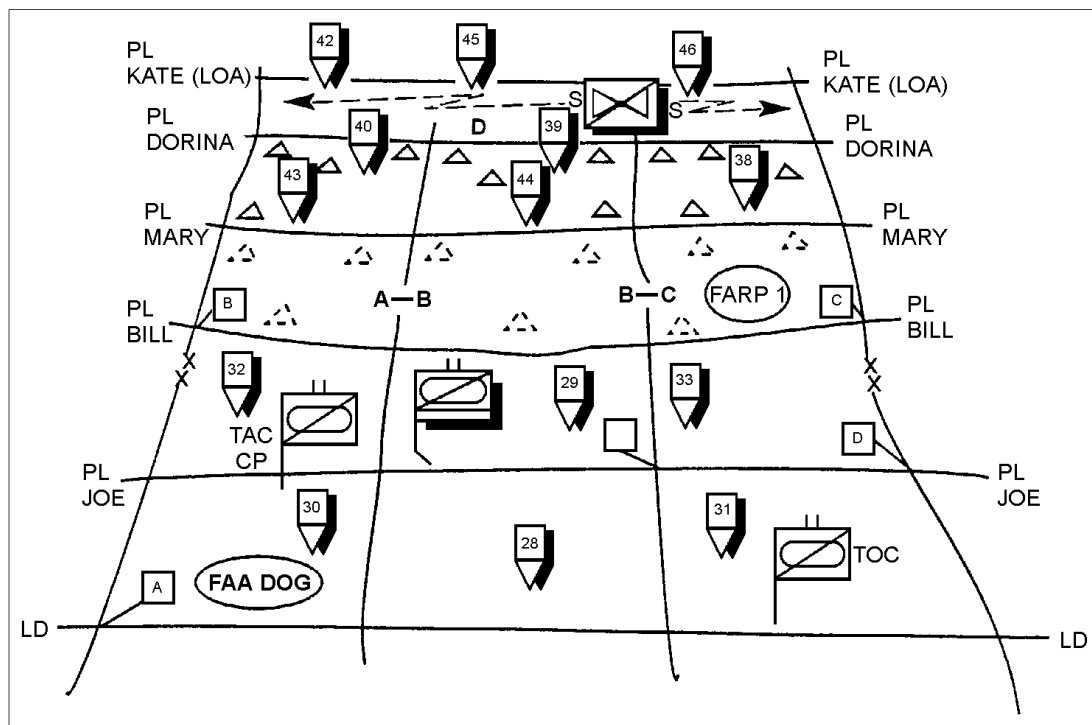 42
45
46
PL
KATE (LOA)
PL
KATE (LOA)
S
S
PL
DORINA
40
D
39
PL
DORINA
43
44
38
PL
MARY
PL
MARY
A — B
B — C
FARP 1
PL
BILL
B
C
PL
BILL
X
X
X
X
32
29
33
TAC
CP
D
PL
JOE
PL
JOE
30
28
31
TOC
A
FAA DOG
LD
LD